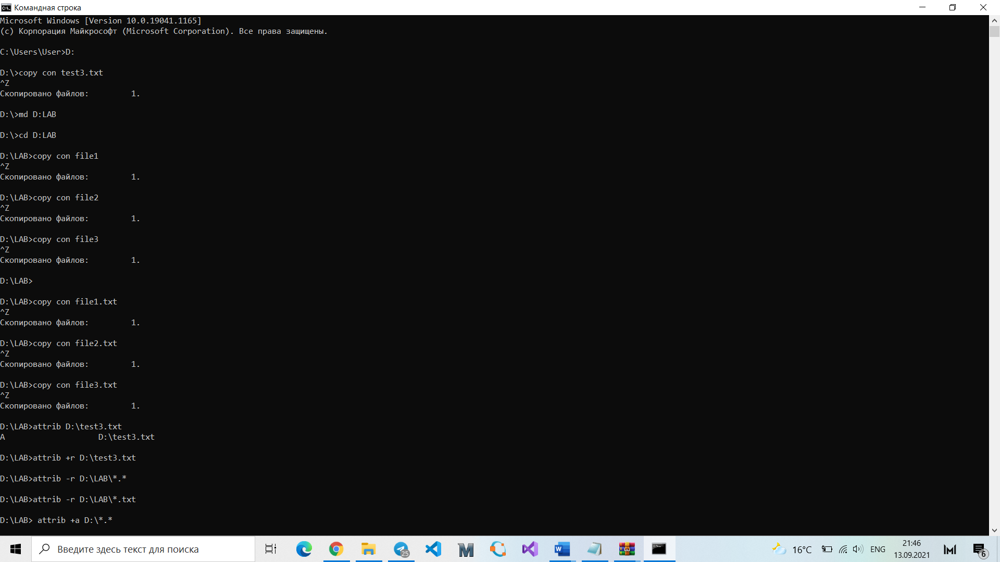 Командная строка
Microsoft Windows [Version 10.0.19041.1165]
(c) Корпорация Майкрософт (Microsoft Corporation). Все права защищены.
C:\Users\User>D:
D:\>copy con test3.txt
^Z
Скопировано файлов:         1.
D:\>md D:LAB
D:\>cd D:LAB
D:\LAB>copy con file1
^Z
Скопировано файлов:         1.
D:\LAB>copy con file2
^Z
Скопировано файлов:         1.
D:\LAB>copy con file3
^Z
Скопировано файлов:         1.
D:\LAB>
D:\LAB>copy con file1.txt
^Z
Скопировано файлов:         1.
D:\LAB>copy con file2.txt
^Z
Скопировано файлов:         1.
D:\LAB>copy con file3.txt
^Z
Скопировано файлов:         1.
D:\LAB>attrib D:\test3.txt
A                    D:\test3.txt
D:\LAB>attrib +r D:\test3.txt
D:\LAB>attrib -r D:\LAB\*.*
D:\LAB>attrib -r D:\LAB\*.txt
D:\LAB> attrib +a D:\*.*
Введите здесь текст для поиска
25
16°C
ENG
21:46
13.09.2021
6